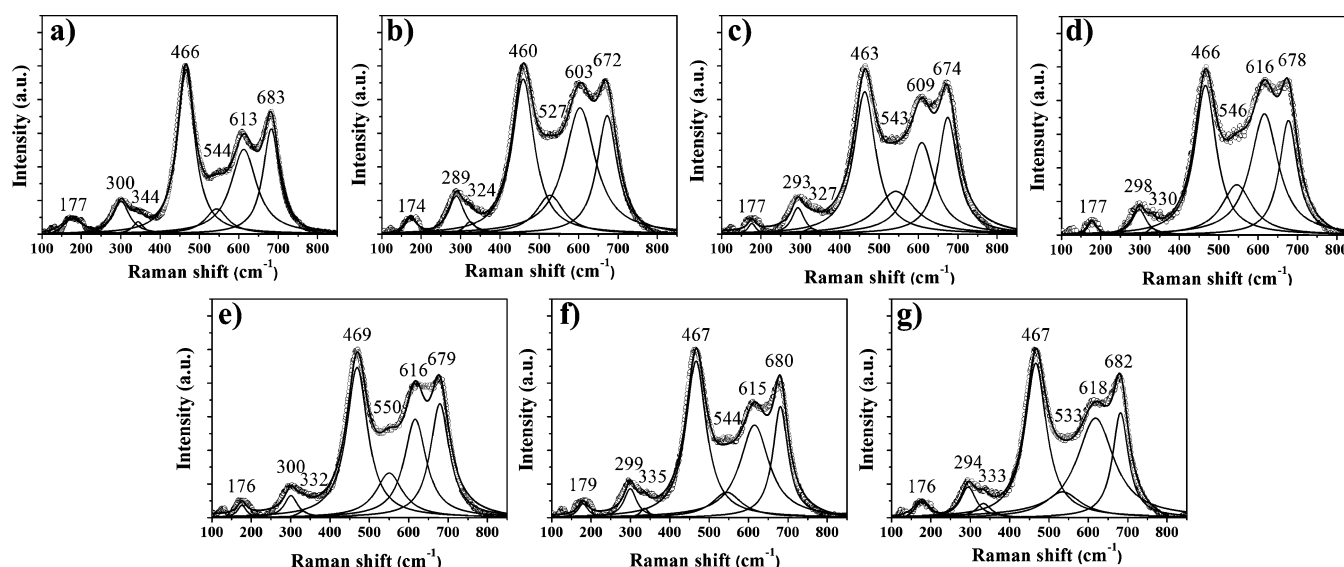 a)
466
683
613
544
300
344
177
Intensity (a.u.)
100 200 300 400 500 600 700 800
Raman shift (cm-1)
b)
460
672
603
527
289
324
174
Intensity (a.u.)
100 200 300 400 500 600 700 800
Raman shift (cm-1)
c)
463
674
609
543
293
327
177
Intensity (a.u.)
100 200 300 400 500 600 700 800
Raman shift (cm-1)
d)
466
678
616
546
298
330
177
Intensuty (a.u.)
100 200 300 400 500 600 700 800
Raman shift (cm-1)
e)
469
679
616
550
300
332
176
Intensity (a.u.)
100 200 300 400 500 600 700 800
Raman shift (cm-1)
f)
467
680
615
544
299
335
179
Intensity (a.u.)
100 200 300 400 500 600 700 800
Raman shift (cm-1)
g)
467
682
618
533
294
333
176
Intensity (a.u.)
100 200 300 400 500 600 700 800
Raman shift (cm-1)